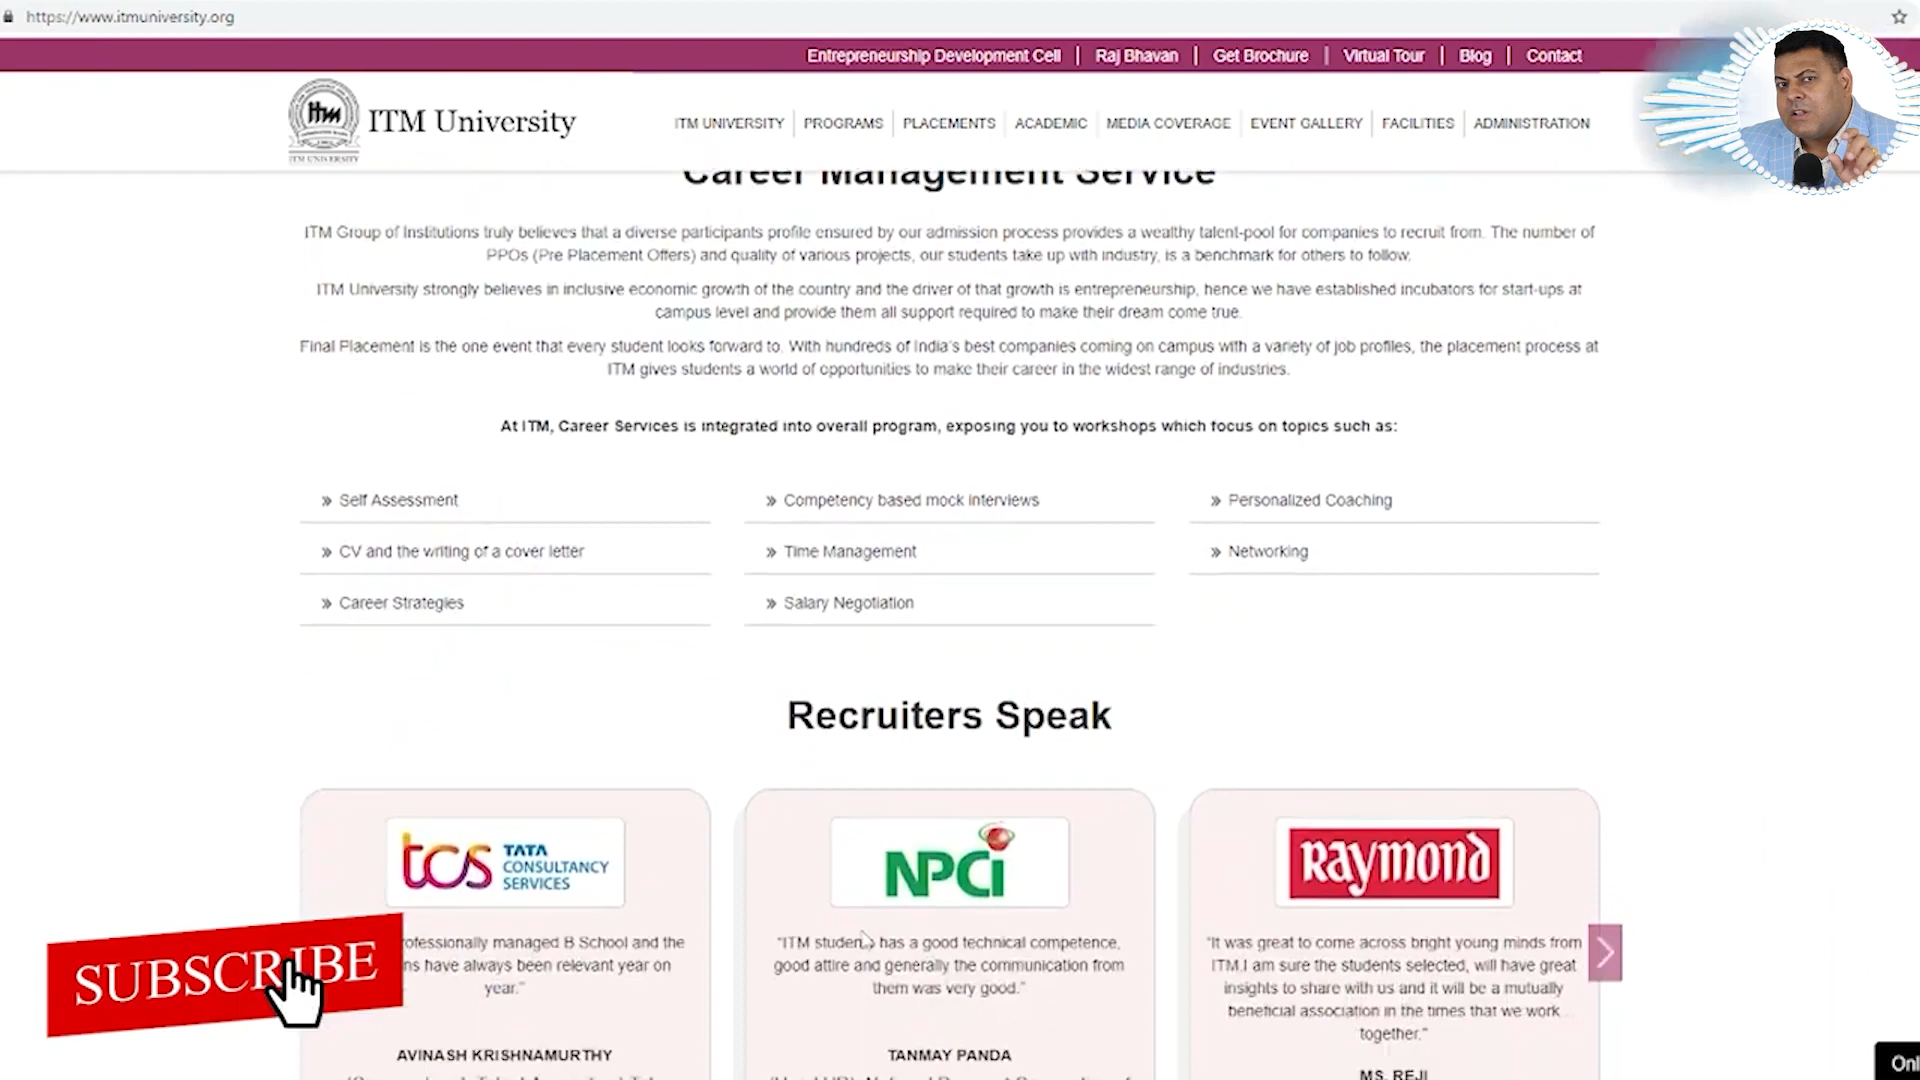 https://www.itmuniversity.org
Entrepreneurship Development Cell | Raj Bhavan | Get Brochure | Virtual Tour | Blog | Contact
Itm
ITM UNIVERSITY
ITM University
ITM UNIVERSITY PROGRAMS PLACEMENTS ACADEMIC MEDIA COVERAGE EVENT GALLERY FACILITIES ADMINISTRATION
Career Management Service
ITM Group of Institutions truly believes that a diverse participants profile ensured by our admission process provides a wealthy talent-pool for companies to recruit from. The number of
PPOs (Pre Placement Offers) and quality of various projects, our students take up with industry, is a benchmark for others to follow.
ITM University strongly believes in inclusive economic growth of the country and the driver of that growth is entrepreneurship, hence we have established incubators for start-ups at
campus level and provide them all support required to make their dream come true.
Final Placement is the one event that every student looks forward to. With hundreds of India's best companies coming on campus with a variety of job profiles, the placement process at
ITM gives students a world of opportunities to make their career in the widest range of industries.
At ITM, Career Services is integrated into overall program, exposing you to workshops which focus on topics such as:
» Self Assessment
» Competency based mock interviews
» Personalized Coaching
» CV and the writing of a cover letter
» Time Management
» Networking
» Career Strategies
» Salary Negotiation
Recruiters Speak
tcs TATA
CONSULTANCY
SERVICES
rofessionally managed B School and the
ns have always been relevant year on
year."
AVINASH KRISHNAMURTHY
NPCI
"ITM students has a good technical competence,
good attire and generally the communication from
them was very good."
TANMAY PANDA
Raymond
"It was great to come across bright young minds from
ITM.I am sure the students selected, will have great
insights to share with us and it will be a mutually
beneficial association in the times that we work
together."
MS. REJI
SUBSCRIBE
Onl